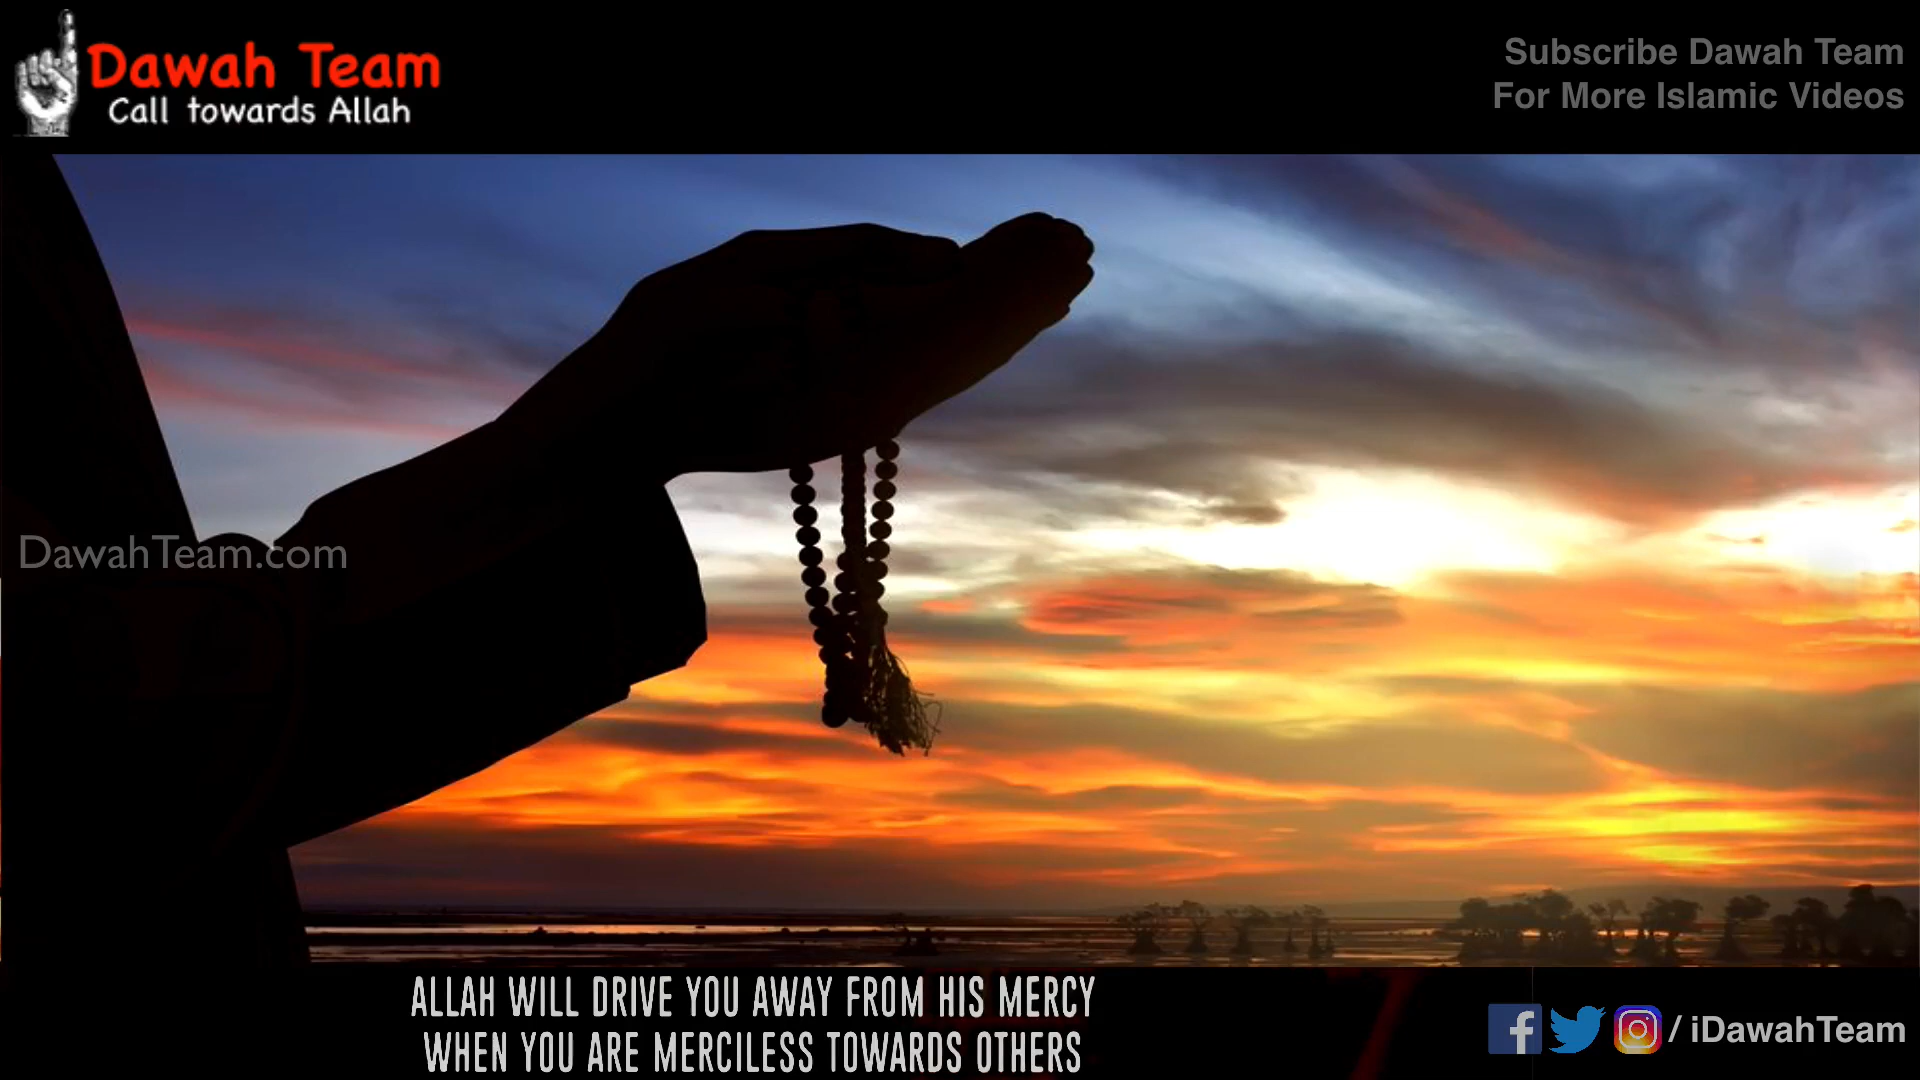 Dawah Team
Call towards Allah
Subscribe Dawah Team
For More Islamic Videos
DawahTeam.com
ALLAH WILL DRIVE YOU AWAY FROM HIS MERCY
WHEN YOU ARE MERCILESS TOWARDS OTHERS
/ iDawahTeam